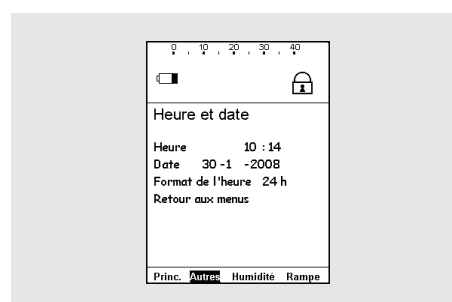 0 10 20 30 40
Heure et date
Heure 10 : 14
Date 30 -1 -2008
Format de l'heure 24 h
Retour aux menus
Princ. Autres Humidité Rampe